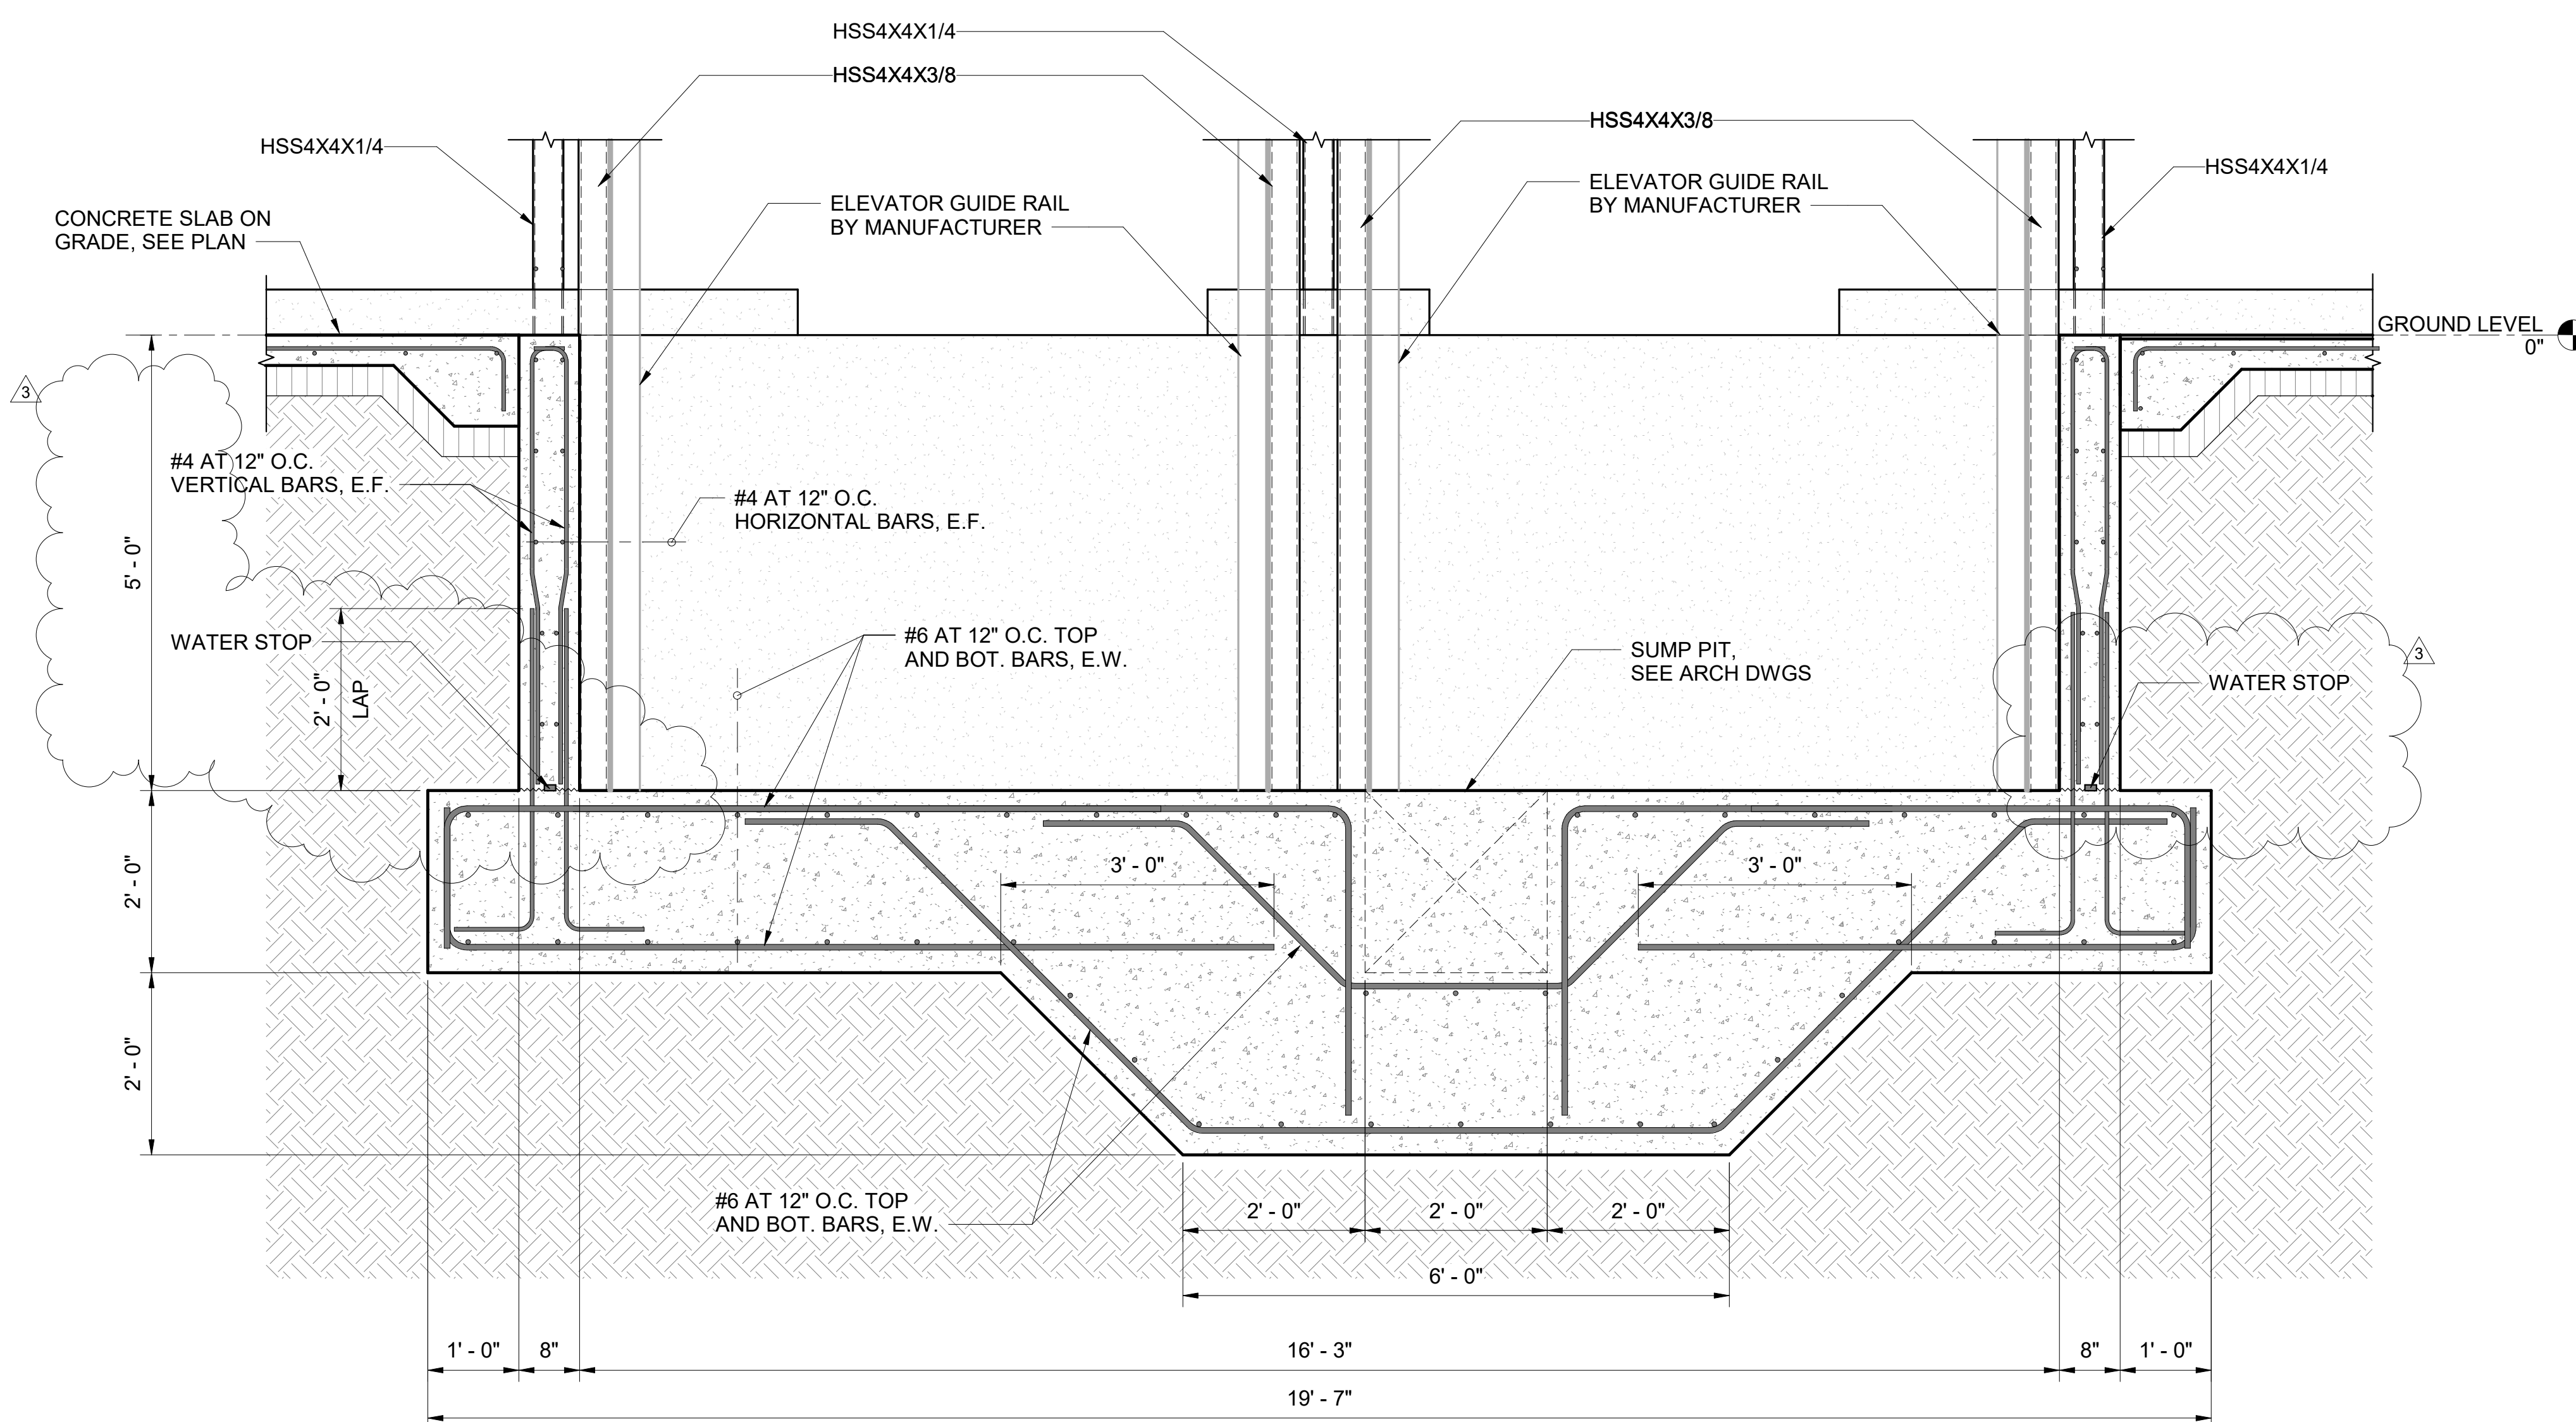 HSS4X4X1/4
HSS4X4X3/8
HSS4X4X3/8
HSS4X4X1/4
HSS4X4X1/4
ELEVATOR GUIDE RAIL
BY MANUFACTURER
ELEVATOR GUIDE RAIL
BY MANUFACTURER
CONCRETE SLAB ON
GRADE, SEE PLAN
GROUND LEVEL
0"
3
#4 AT 12" O.C.
VERTICAL BARS, E.F.
#4 AT 12" O.C.
HORIZONTAL BARS, E.F.
5' - 0"
WATER STOP
2' - 0"
LAP
#6 AT 12" O.C. TOP
AND BOT. BARS, E.W.
SUMP PIT,
SEE ARCH DWGS
3
WATER STOP
2' - 0"
3' - 0"
3' - 0"
2' - 0"
#6 AT 12" O.C. TOP
AND BOT. BARS, E.W.
2' - 0"
2' - 0"
2' - 0"
6' - 0"
1' - 0"
8"
16' - 3"
8"
1' - 0"
19' - 7"